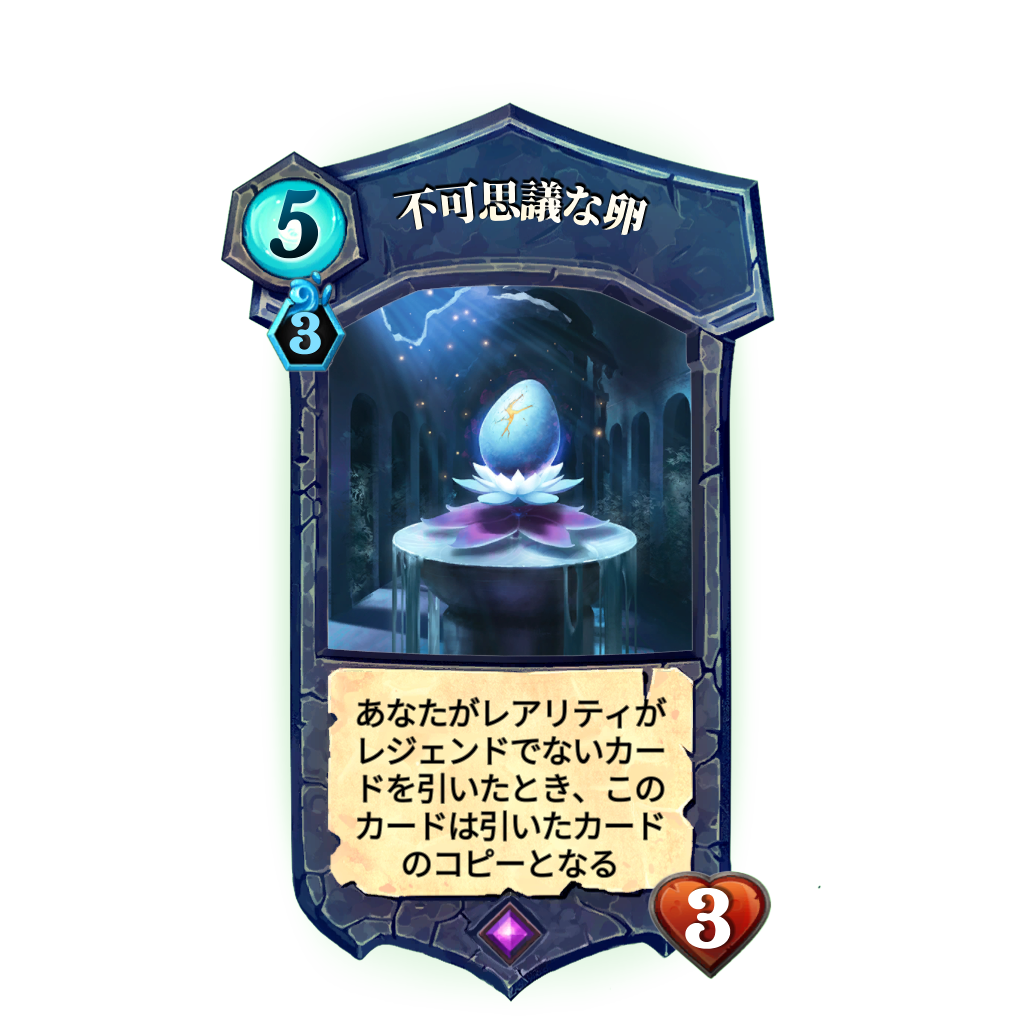 不可思議な卵
5
3
あなたがレアリティが
レジェンドでないカー
ドを引いたとき、この
カードは引いたカード
のコピーとなる
3